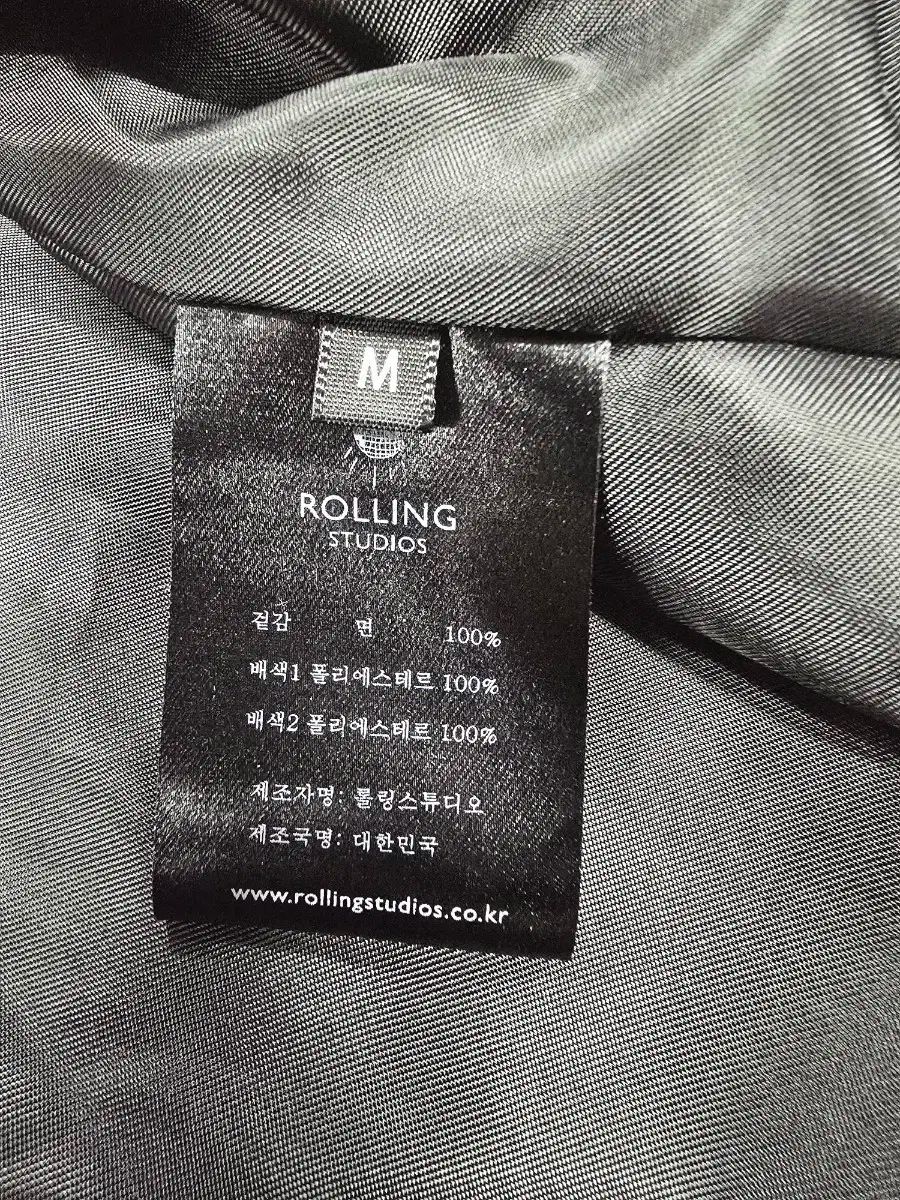 M
ROLLING
STUDIOS
겉감 면 100%
배색1 폴리에스테르 100%
배색2 폴리에스테르 100%
제조자명: 롤링스튜디오
제조국명: 대한민국
www.rollingstudios.co.kr